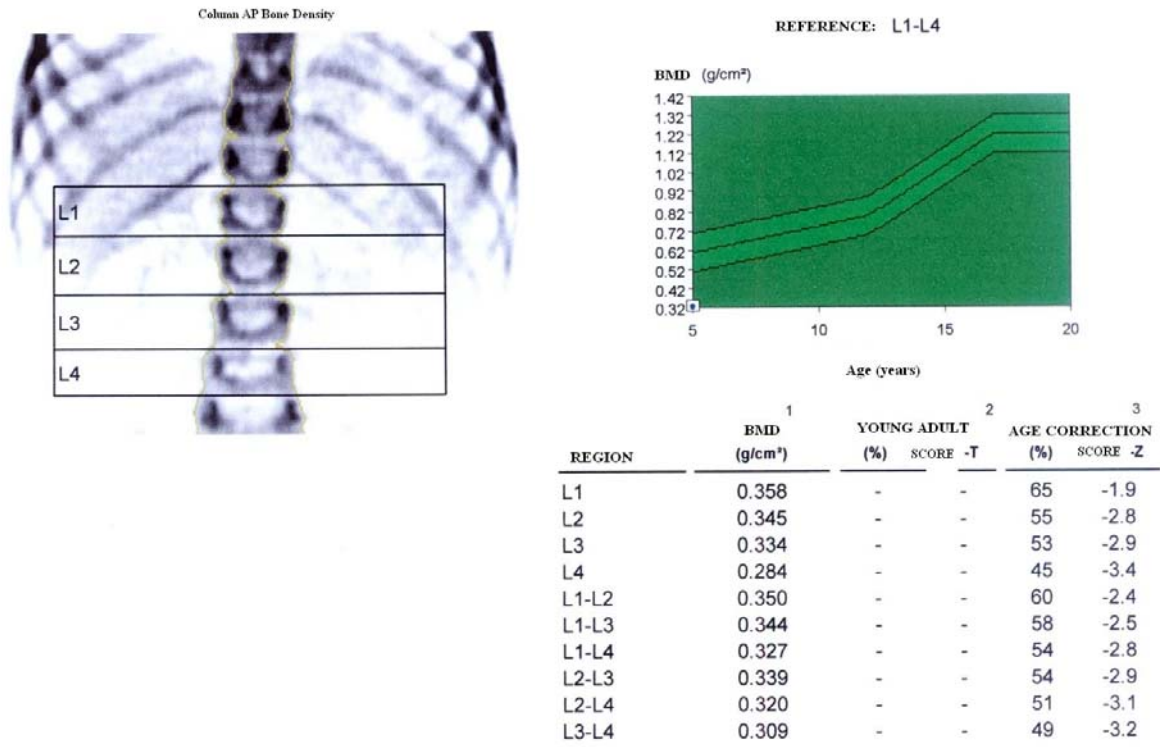 Column AP Bone Density
L1
L2
L3
L4
REFERENCE: L1-L4
BMD (g/cm²)
1.42
1.32
1.22
1.12
1.02
0.92
0.82
0.72
0.62
0.52
0.42
0.32
5 10 15 20
Age (years)
1 2 3
BMD YOUNG ADULT AGE CORRECTION
REGION (g/cm²) (%) SCORE -T (%) SCORE -Z
L1 0.358 - - 65 -1.9
L2 0.345 - - 55 -2.8
L3 0.334 - - 53 -2.9
L4 0.284 - - 45 -3.4
L1-L2 0.350 - - 60 -2.4
L1-L3 0.344 - - 58 -2.5
L1-L4 0.327 - - 54 -2.8
L2-L3 0.339 - - 54 -2.9
L2-L4 0.320 - - 51 -3.1
L3-L4 0.309 - - 49 -3.2